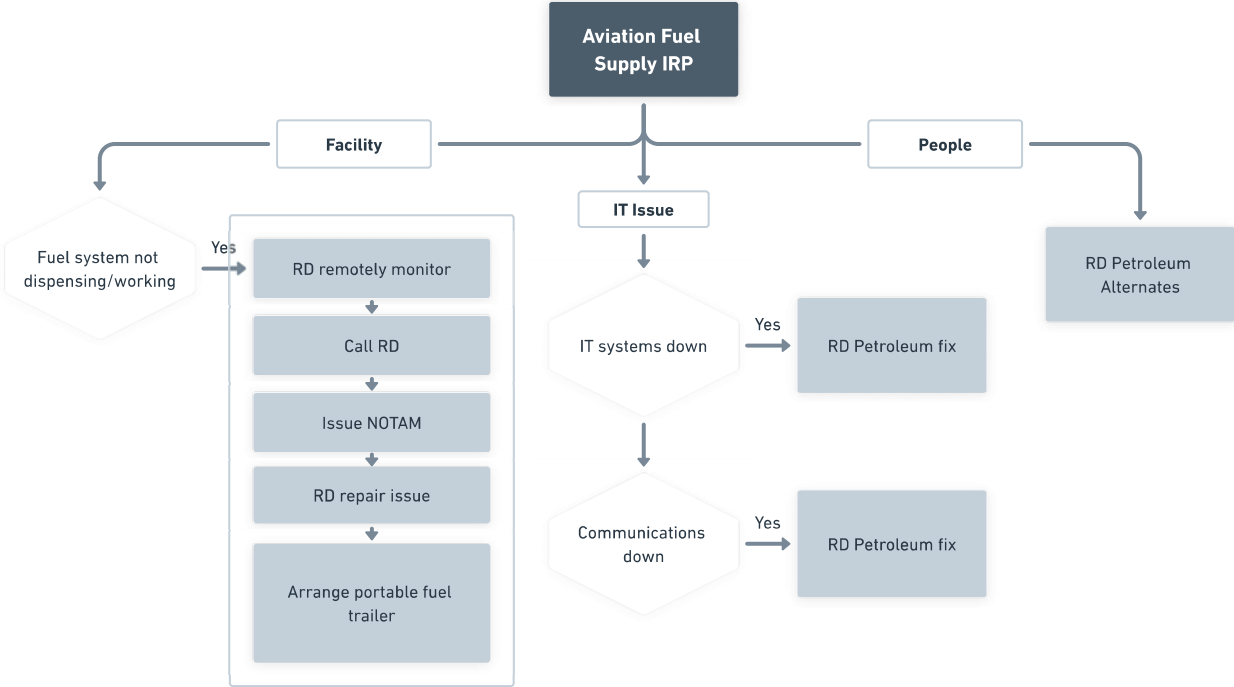 Aviation Fuel
Supply IRP
Facility
People
IT Issue
Fuel system not
dispensing/working
Yes
RD remotely monitor
Call RD
Issue NOTAM
RD repair issue
Arrange portable fuel
trailer
IT systems down
Yes
RD Petroleum fix
Communications
down
Yes
RD Petroleum fix
RD Petroleum
Alternates